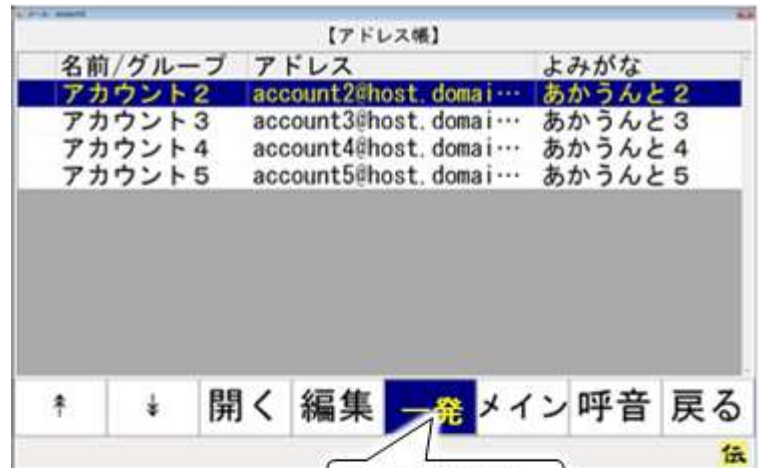 【アドレス帳】
名前/グループ アドレス よみがな
アカウント2 account2@host.domai… あかうんと2
アカウント3 account3@host.domai… あかうんと3
アカウント4 account4@host.domai… あかうんと4
アカウント5 account5@host.domai… あかうんと5
開く 編集 一発 メイン 呼音 戻る
伝